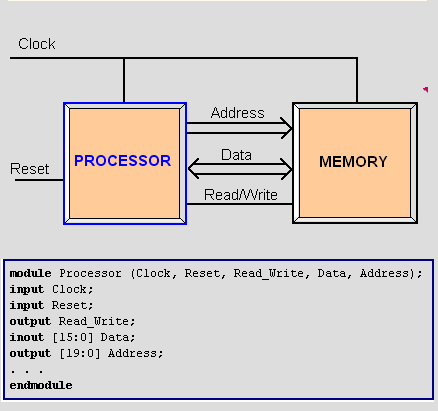 Clock
Address
PROCESSOR
Data
MEMORY
Reset
Read/Write
module Processor (Clock, Reset, Read_Write, Data, Address);
input Clock;
input Reset;
output Read_Write;
inout [15:0] Data;
output [19:0] Address;
. . .
endmodule